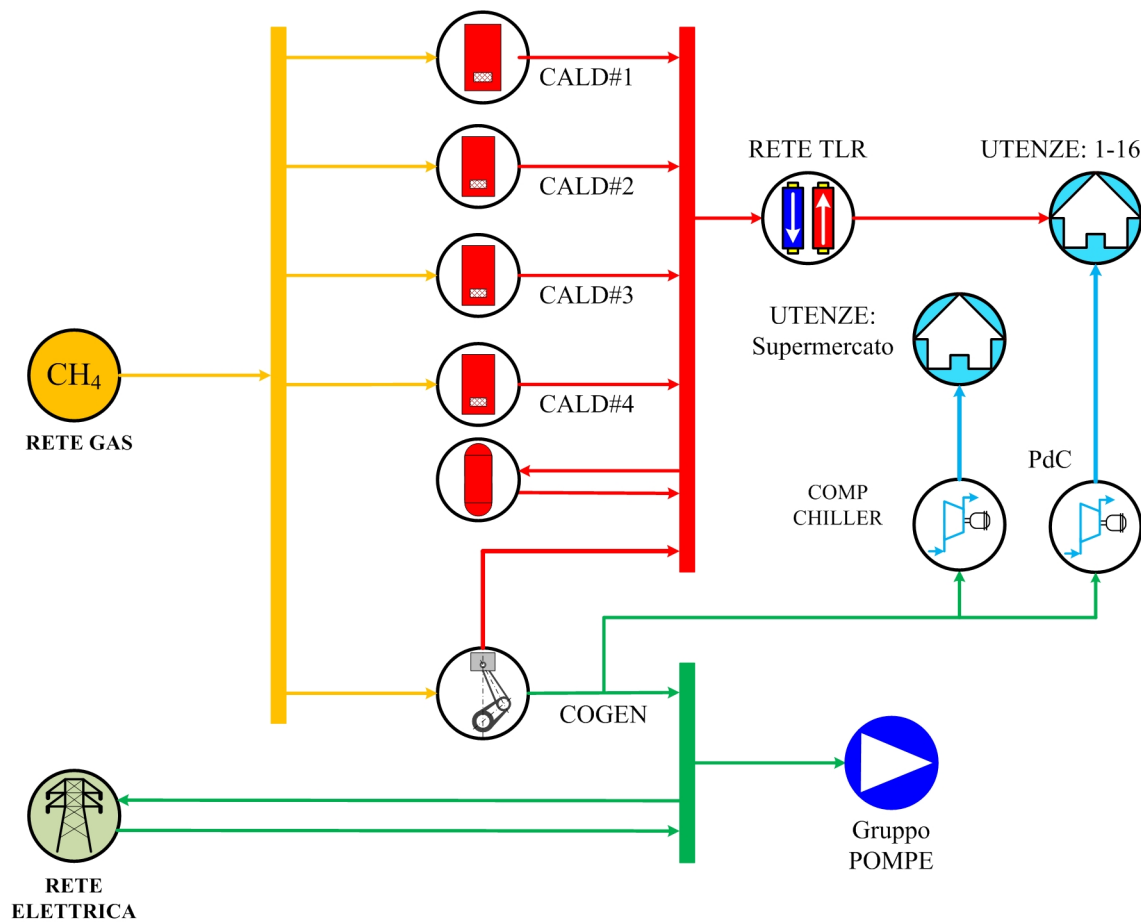 CALD#1
CALD#2
CALD#3
CALD#4
RETE TLR
UTENZE: 1-16
UTENZE:
Supermercato
CH₄
RETE GAS
PdC
COMP
CHILLER
COGEN
Gruppo
POMPE
RETE
ELETTRICA